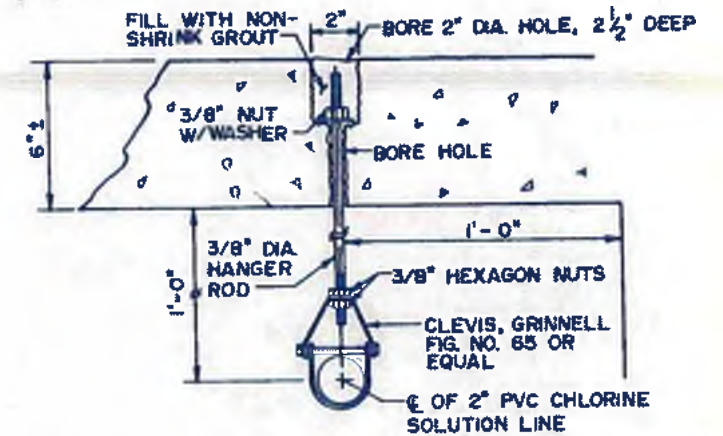 FILL WITH NON-
SHRINK GROUT
2"
BORE 2" DIA. HOLE, 2 1/2" DEEP
6"±
3/8" NUT
W/WASHER
BORE HOLE
1'-0"
1'-0"
3/8" DIA.
HANGER
ROD
3/8" HEXAGON NUTS
CLEVIS, GRINNELL
FIG. NO. 65 OR
EQUAL
℄ OF 2" PVC CHLORINE
SOLUTION LINE